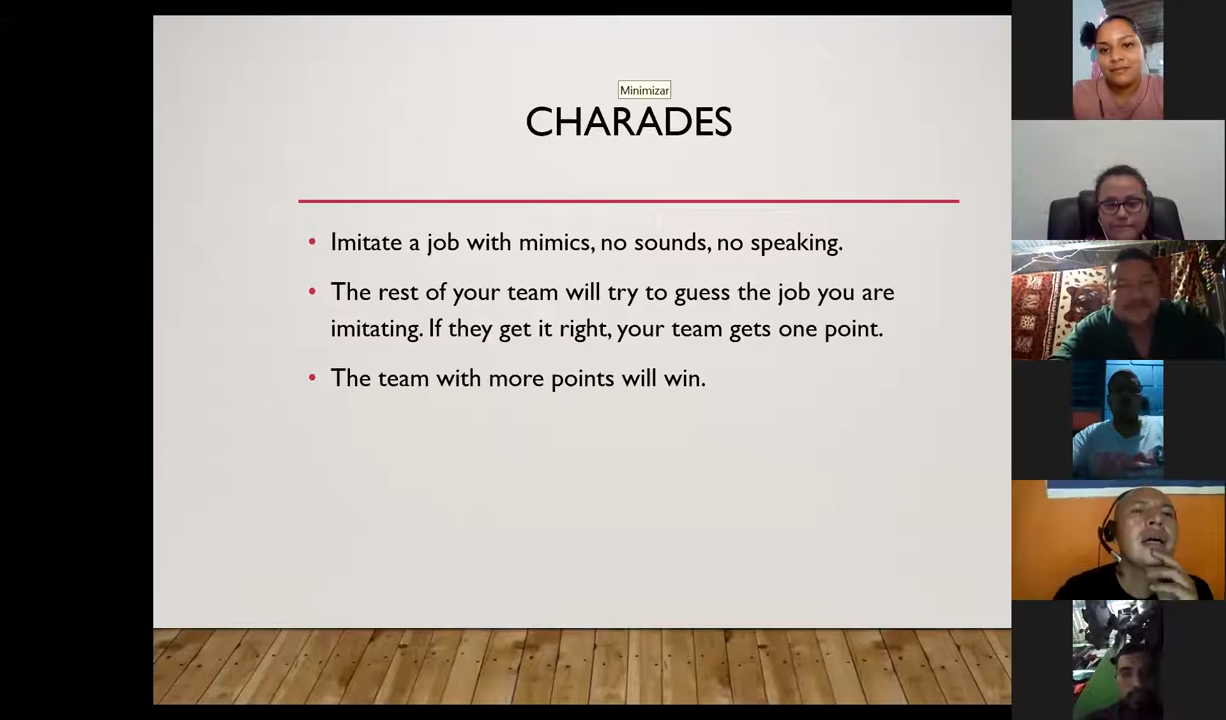 Minimizar
CHARADES
• Imitate a job with mimics, no sounds, no speaking.
• The rest of your team will try to guess the job you are
imitating. If they get it right, your team gets one point.
• The team with more points will win.